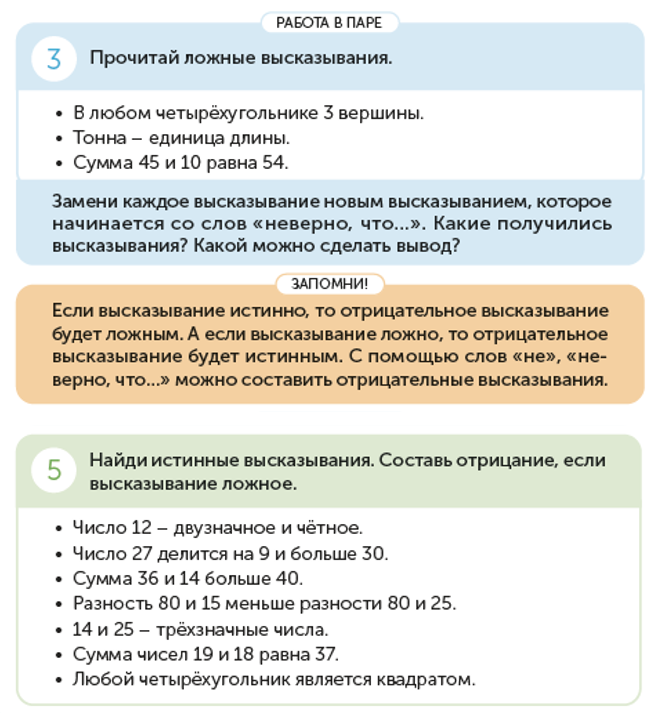 РАБОТА В ПАРЕ
3 Прочитай ложные высказывания.
• В любом четырёхугольнике 3 вершины.
• Тонна – единица длины.
• Сумма 45 и 10 равна 54.
Замени каждое высказывание новым высказыванием, которое
начинается со слов «неверно, что...». Какие получились
высказывания? Какой можно сделать вывод?
ЗАПОМНИ!
Если высказывание истинно, то отрицательное высказывание
будет ложным. А если высказывание ложно, то отрицательное
высказывание будет истинным. С помощью слов «не», «не-
верно, что...» можно составить отрицательные высказывания.
5 Найди истинные высказывания. Составь отрицание, если
высказывание ложное.
• Число 12 – двузначное и чётное.
• Число 27 делится на 9 и больше 30.
• Сумма 36 и 14 больше 40.
• Разность 80 и 15 меньше разности 80 и 25.
• 14 и 25 – трёхзначные числа.
• Сумма чисел 19 и 18 равна 37.
• Любой четырёхугольник является квадратом.